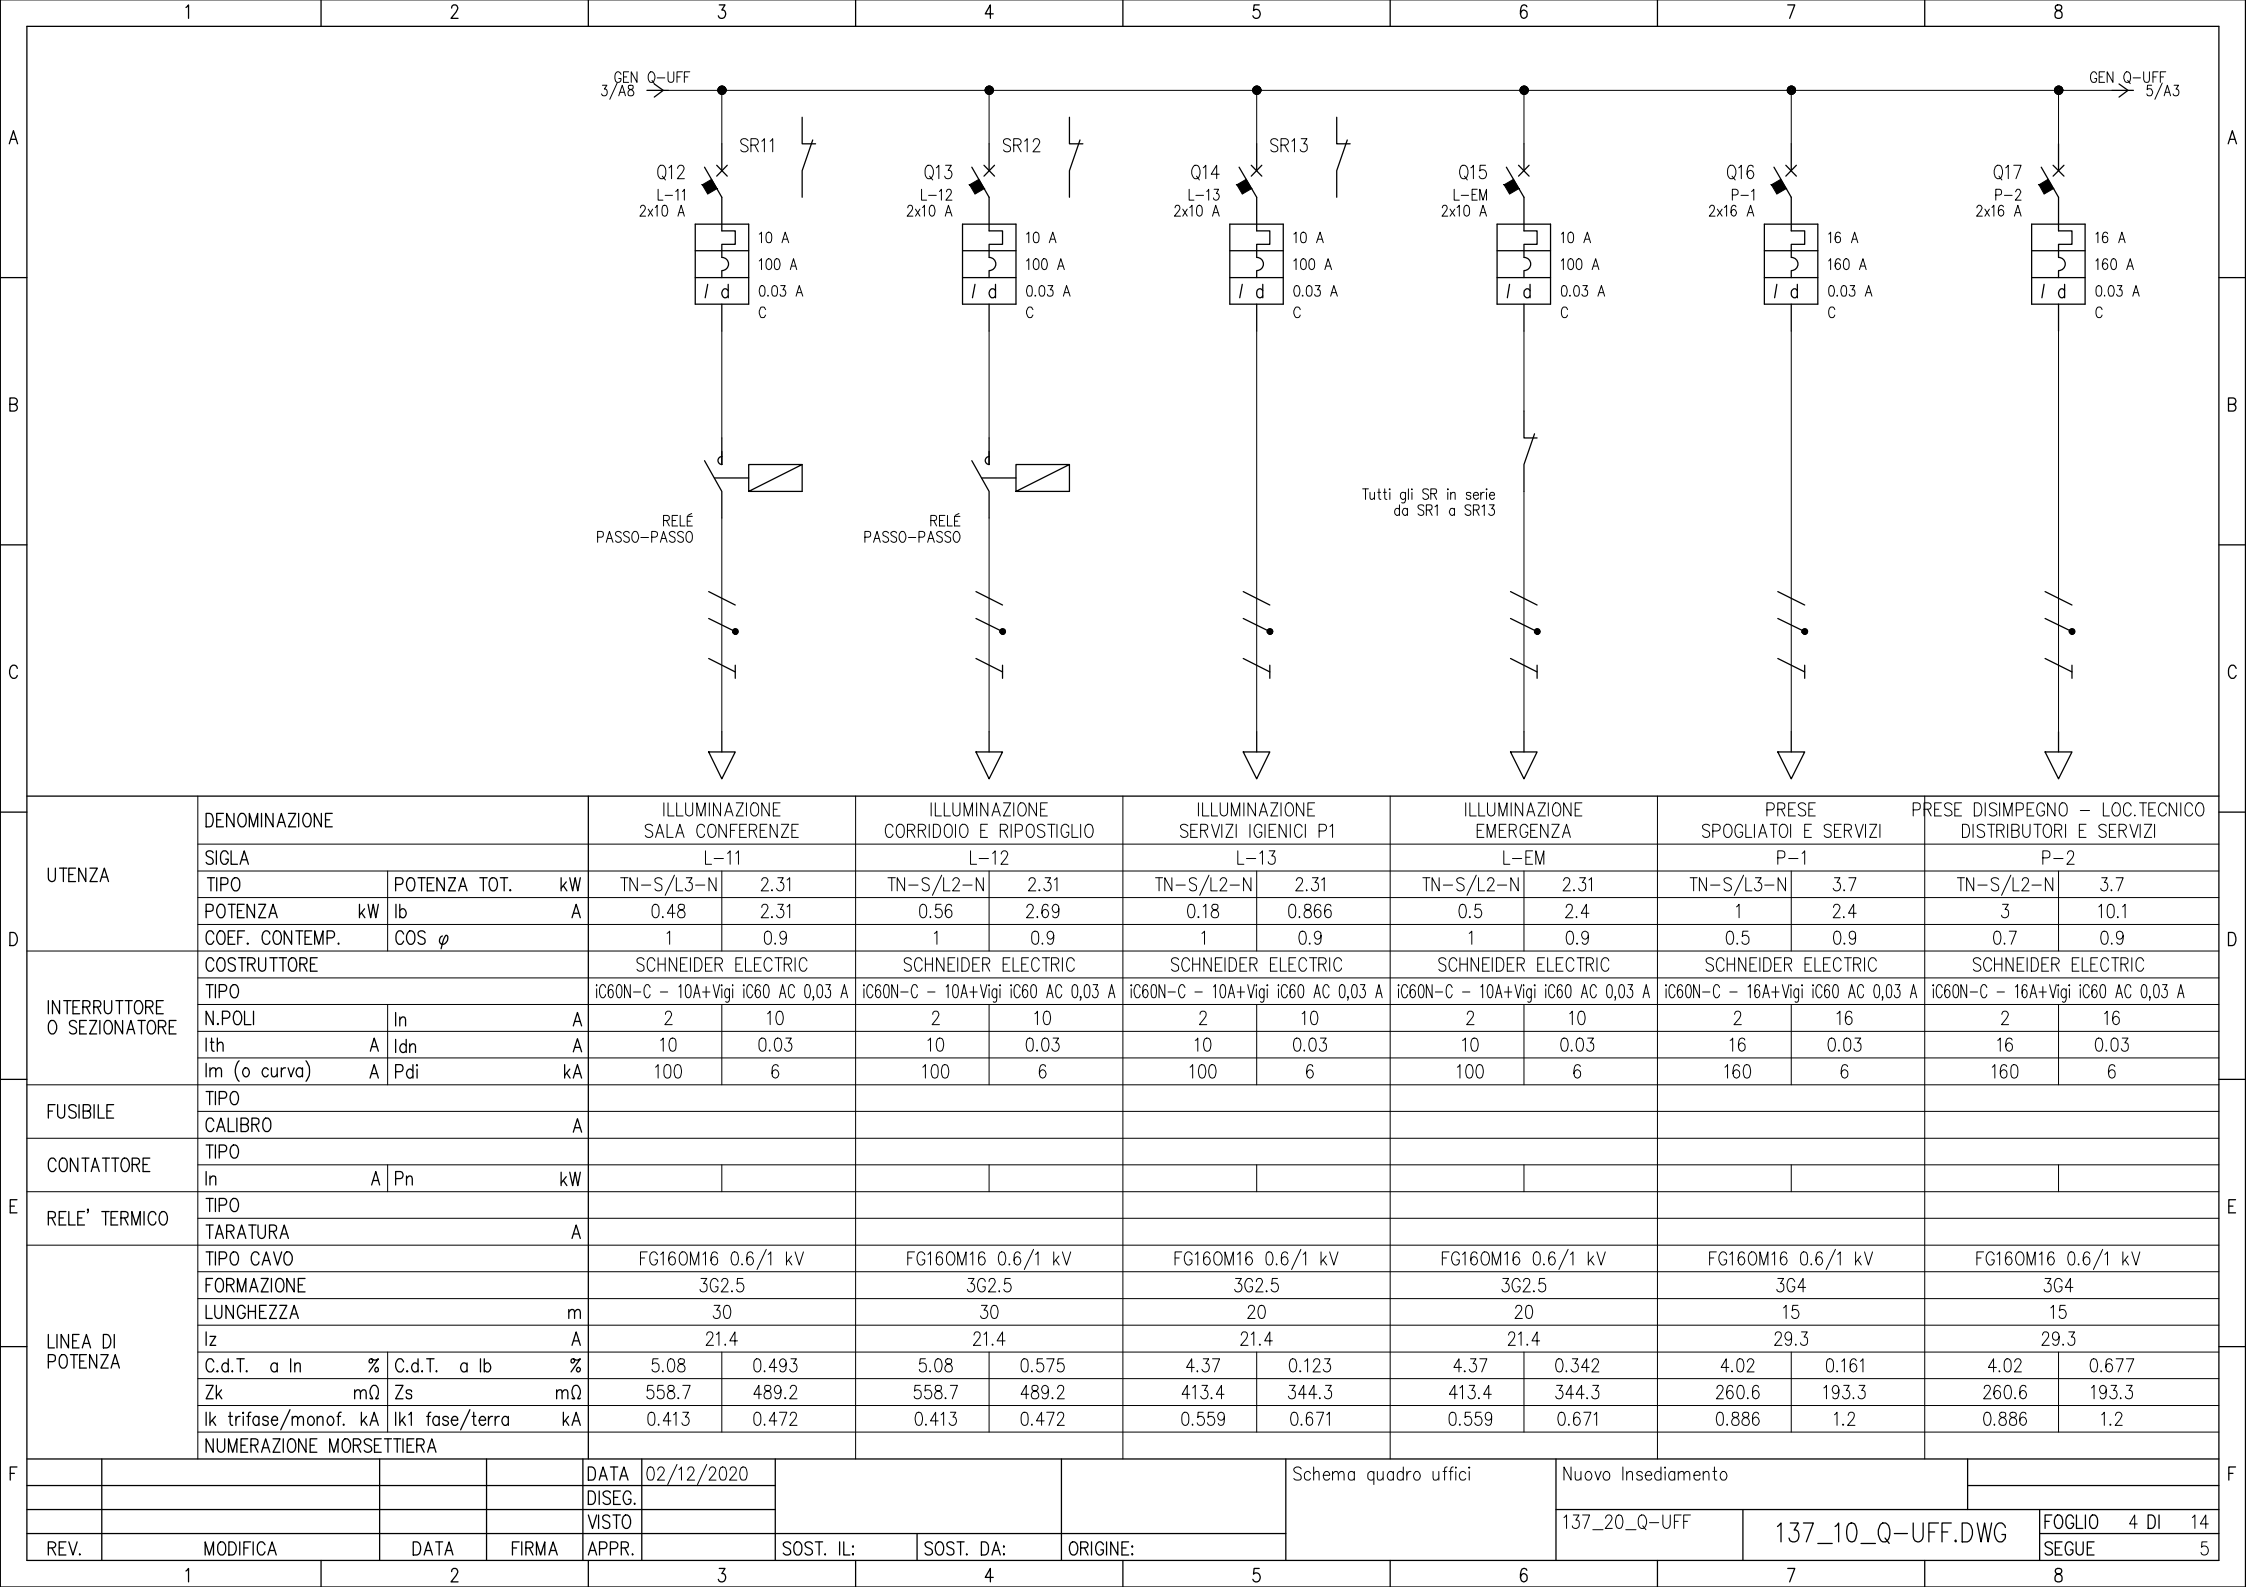 1 2 3 4 5 6 7 8
GEN Q-UFF
3/A8
GEN Q-UFF
5/A3
A A
SR11 SR12 SR13
Q12 Q13 Q14 Q15 Q16 Q17
L-11 L-12 L-13 L-EM P-1 P-2
2x10 A 2x10 A 2x10 A 2x10 A 2x16 A 2x16 A
10 A 10 A 10 A 10 A 16 A 16 A
100 A 100 A 100 A 100 A 160 A 160 A
I d 0.03 A I d 0.03 A I d 0.03 A I d 0.03 A I d 0.03 A I d 0.03 A
C C C C C C
B B
d d
Tutti gli SR in serie
da SR1 a SR13
RELÉ RELÉ
PASSO-PASSO PASSO-PASSO
C C
UTENZA
DENOMINAZIONE
ILLUMINAZIONE ILLUMINAZIONE ILLUMINAZIONE ILLUMINAZIONE PRESE PRESE DISIMPEGNO - LOC.TECNICO
SALA CONFERENZE CORRIDOIO E RIPOSTIGLIO SERVIZI IGIENICI P1 EMERGENZA SPOGLIATOI E SERVIZI DISTRIBUTORI E SERVIZI
SIGLA L-11 L-12 L-13 L-EM P-1 P-2
TIPO POTENZA TOT. kW TN-S/L3-N 2.31 TN-S/L2-N 2.31 TN-S/L2-N 2.31 TN-S/L2-N 2.31 TN-S/L3-N 3.7 TN-S/L2-N 3.7
POTENZA kW Ib A 0.48 2.31 0.56 2.69 0.18 0.866 0.5 2.4 1 2.4 3 10.1
D COEF. CONTEMP. COS φ 1 0.9 1 0.9 1 0.9 1 0.9 0.5 0.9 0.7 0.9 D
INTERRUTTORE
O SEZIONATORE
COSTRUTTORE SCHNEIDER ELECTRIC SCHNEIDER ELECTRIC SCHNEIDER ELECTRIC SCHNEIDER ELECTRIC SCHNEIDER ELECTRIC SCHNEIDER ELECTRIC
TIPO iC60N-C - 10A+Vigi iC60 AC 0,03 A iC60N-C - 10A+Vigi iC60 AC 0,03 A iC60N-C - 10A+Vigi iC60 AC 0,03 A iC60N-C - 10A+Vigi iC60 AC 0,03 A iC60N-C - 16A+Vigi iC60 AC 0,03 A iC60N-C - 16A+Vigi iC60 AC 0,03 A
N.POLI In A 2 10 2 10 2 10 2 10 2 16 2 16
Ith A Idn A 10 0.03 10 0.03 10 0.03 10 0.03 16 0.03 16 0.03
Im (o curva) A Pdi kA 100 6 100 6 100 6 100 6 160 6 160 6
FUSIBILE
TIPO
CALIBRO A
CONTATTORE
TIPO
In A Pn kW
E E
RELE' TERMICO
TIPO
TARATURA A
LINEA DI
POTENZA
TIPO CAVO FG16OM16 0.6/1 kV FG16OM16 0.6/1 kV FG16OM16 0.6/1 kV FG16OM16 0.6/1 kV FG16OM16 0.6/1 kV FG16OM16 0.6/1 kV
FORMAZIONE 3G2.5 3G2.5 3G2.5 3G2.5 3G4 3G4
LUNGHEZZA m 30 30 20 20 15 15
Iz A 21.4 21.4 21.4 21.4 29.3 29.3
C.d.T. a In % C.d.T. a Ib % 5.08 0.493 5.08 0.575 4.37 0.123 4.37 0.342 4.02 0.161 4.02 0.677
Zk mΩ Zs mΩ 558.7 489.2 558.7 489.2 413.4 344.3 413.4 344.3 260.6 193.3 260.6 193.3
Ik trifase/monof. kA Ik1 fase/terra kA 0.413 0.472 0.413 0.472 0.559 0.671 0.559 0.671 0.886 1.2 0.886 1.2
NUMERAZIONE MORSETTIERA
F F
DATA 02/12/2020
DISEG.
VISTO
REV. MODIFICA DATA FIRMA APPR. SOST. IL: SOST. DA: ORIGINE:
Schema quadro uffici
Nuovo Insediamento
137_20_Q-UFF
137_10_Q-UFF.DWG
FOGLIO 4 DI 14
SEGUE 5
1 2 3 4 5 6 7 8